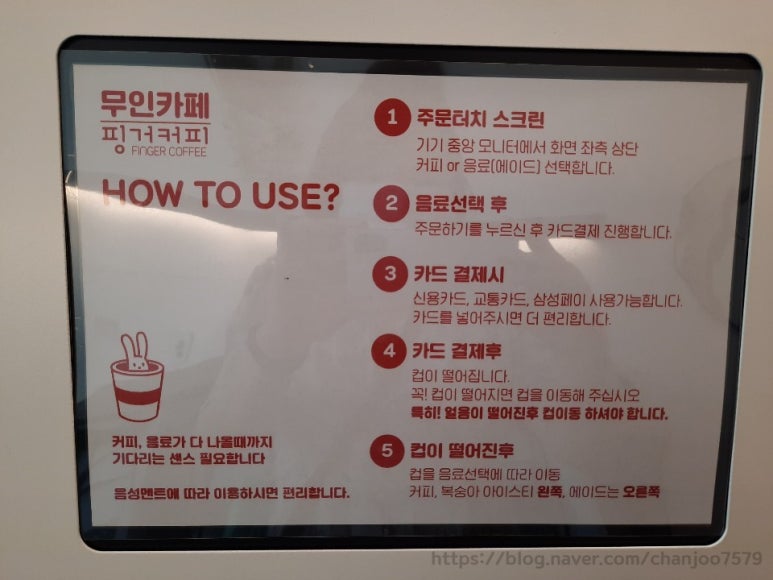 무인카페
핑거커피
FINGER COFFEE
HOW TO USE?
커피, 음료가 다 나올때까지
기다리는 센스 필요합니다
음성멘트에 따라 이용하시면 편리합니다.
1 주문터치 스크린
기기 중앙 모니터에서 화면 좌측 상단
커피 or 음료(에이드) 선택합니다.
2 음료선택 후
주문하기를 누르신 후 카드결제 진행합니다.
3 카드 결제시
신용카드, 교통카드, 삼성페이 사용가능합니다.
카드를 넣어주시면 더 편리합니다.
4 카드 결제후
컵이 떨어집니다.
꼭! 컵이 떨어지면 컵을 이동해 주십시오
특히! 얼음이 떨어진후 컵이동 하셔야 합니다.
5 컵이 떨어진후
컵을 음료선택에 따라 이동
커피, 복숭아 아이스티 왼쪽, 에이드는 오른쪽
https://blog.naver.com/chanjoo7579